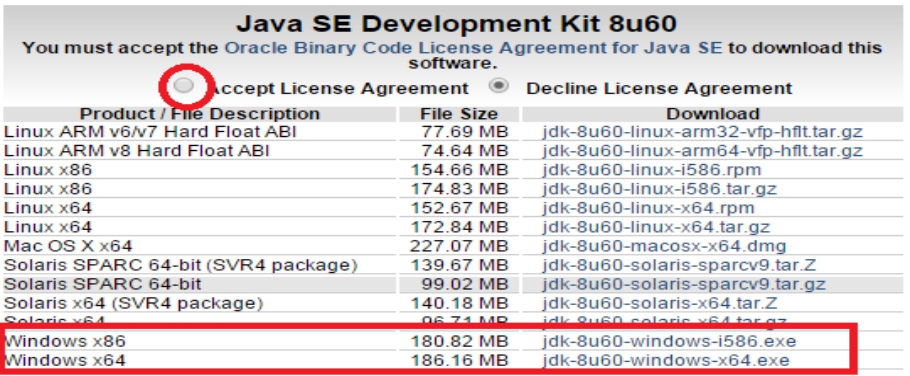 Java SE Development Kit 8u60
You must accept the Oracle Binary Code License Agreement for Java SE to download this
software.
Accept License Agreement Decline License Agreement
Product / File Description File Size Download
Linux ARM v6/v7 Hard Float ABI 77.69 MB jdk-8u60-linux-arm32-vfp-hflt.tar.gz
Linux ARM v8 Hard Float ABI 74.64 MB jdk-8u60-linux-arm64-vfp-hflt.tar.gz
Linux x86 154.66 MB jdk-8u60-linux-i586.rpm
Linux x86 174.83 MB jdk-8u60-linux-i586.tar.gz
Linux x64 152.67 MB jdk-8u60-linux-x64.rpm
Linux x64 172.84 MB jdk-8u60-linux-x64.tar.gz
Mac OS X x64 227.07 MB jdk-8u60-macosx-x64.dmg
Solaris SPARC 64-bit (SVR4 package) 139.67 MB jdk-8u60-solaris-sparcv9.tar.Z
Solaris SPARC 64-bit 99.02 MB jdk-8u60-solaris-sparcv9.tar.gz
Solaris x64 (SVR4 package) 140.18 MB jdk-8u60-solaris-x64.tar.Z
Solaris x64 96.71 MB jdk-8u60-solaris-x64.tar.gz
Windows x86 180.82 MB jdk-8u60-windows-i586.exe
Windows x64 186.16 MB jdk-8u60-windows-x64.exe